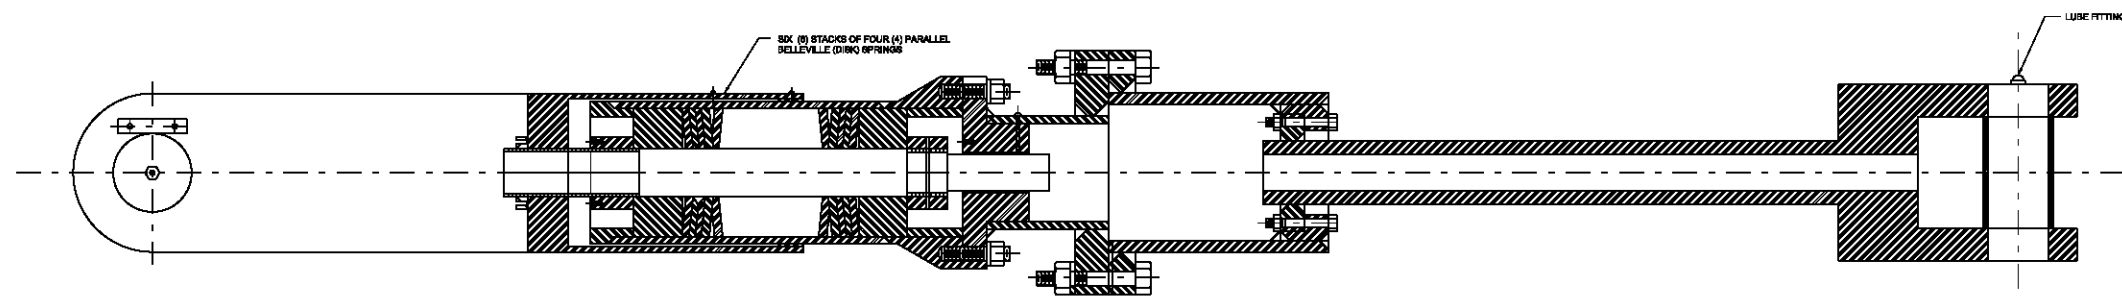 SIX (6) STACKS OF FOUR (4) PARALLEL
BELLEVILLE (DISK) SPRINGS
LUBE FITTING